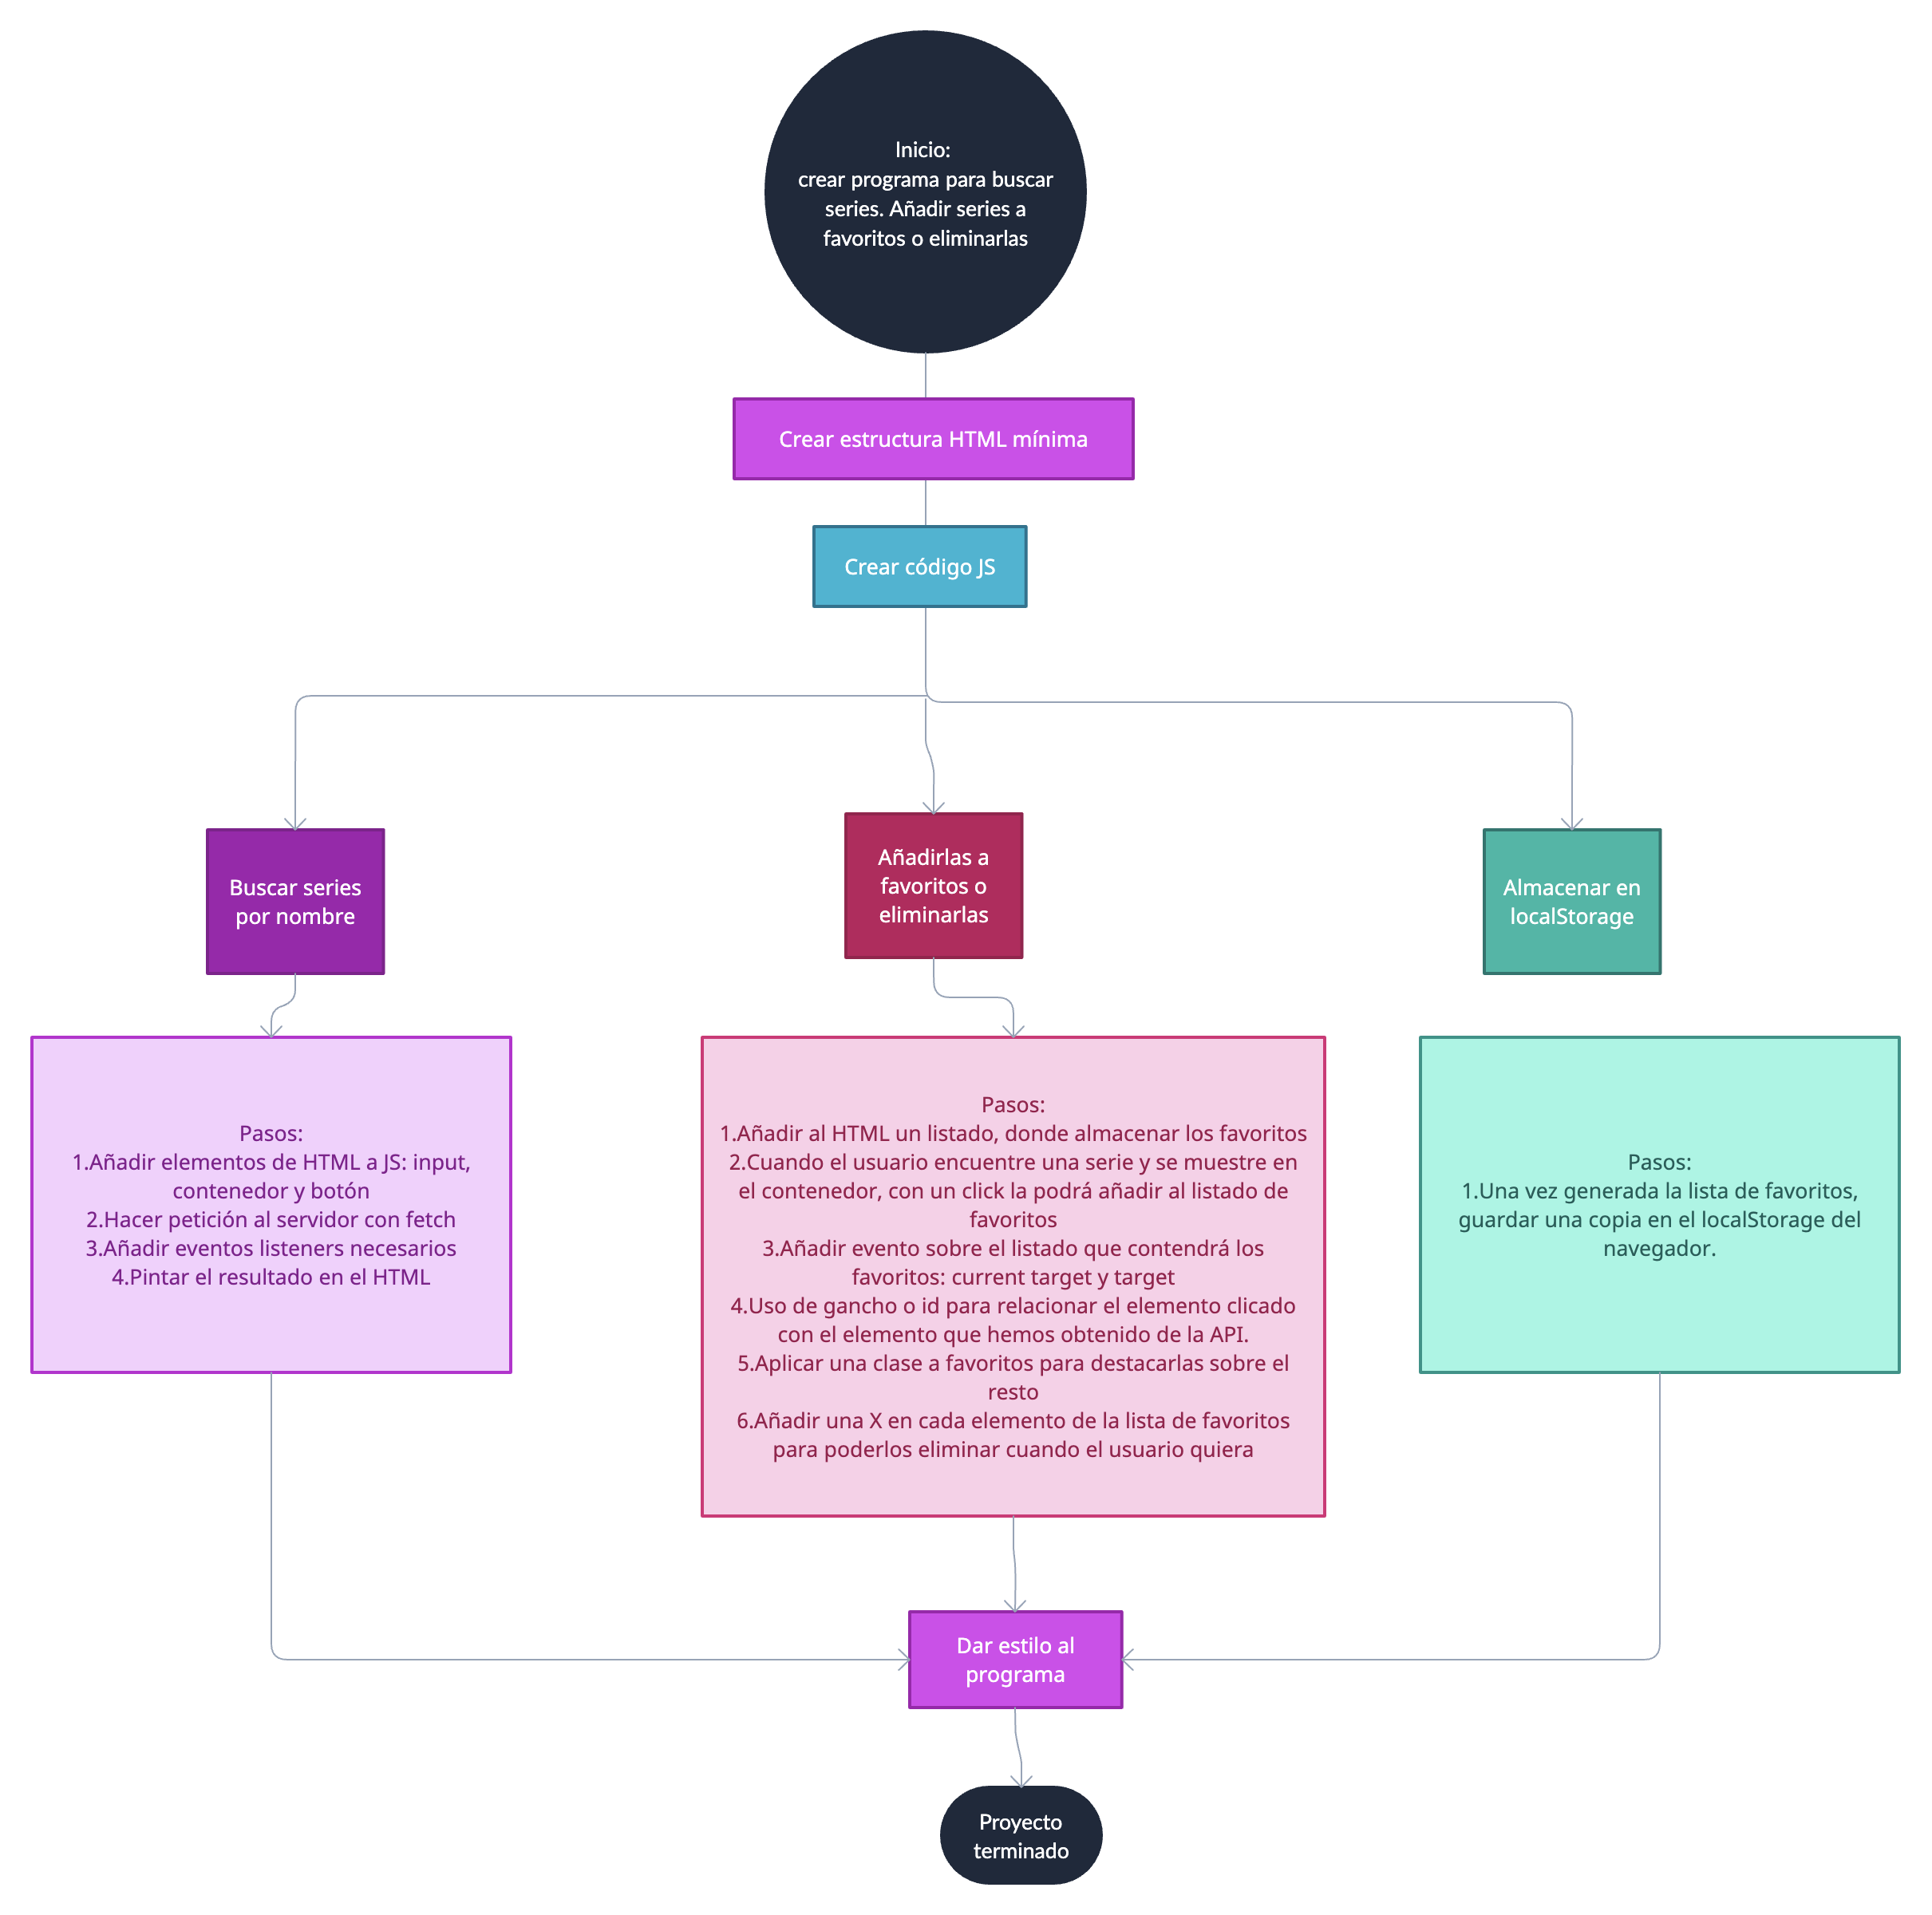 Inicio:
crear programa para buscar
series. Añadir series a
favoritos o eliminarlas
Crear estructura HTML mínima
Crear código JS
Buscar series
por nombre
Añadirlas a
favoritos o
eliminarlas
Almacenar en
localStorage
Pasos:
1.Añadir elementos de HTML a JS: input,
contenedor y botón
2.Hacer petición al servidor con fetch
3.Añadir eventos listeners necesarios
4.Pintar el resultado en el HTML
Pasos:
1.Añadir al HTML un listado, donde almacenar los favoritos
2.Cuando el usuario encuentre una serie y se muestre en
el contenedor, con un click la podrá añadir al listado de
favoritos
3.Añadir evento sobre el listado que contendrá los
favoritos: current target y target
4.Uso de gancho o id para relacionar el elemento clicado
con el elemento que hemos obtenido de la API.
5.Aplicar una clase a favoritos para destacarlas sobre el
resto
6.Añadir una X en cada elemento de la lista de favoritos
para poderlos eliminar cuando el usuario quiera
Pasos:
1.Una vez generada la lista de favoritos,
guardar una copia en el localStorage del
navegador.
Dar estilo al
programa
Proyecto
terminado